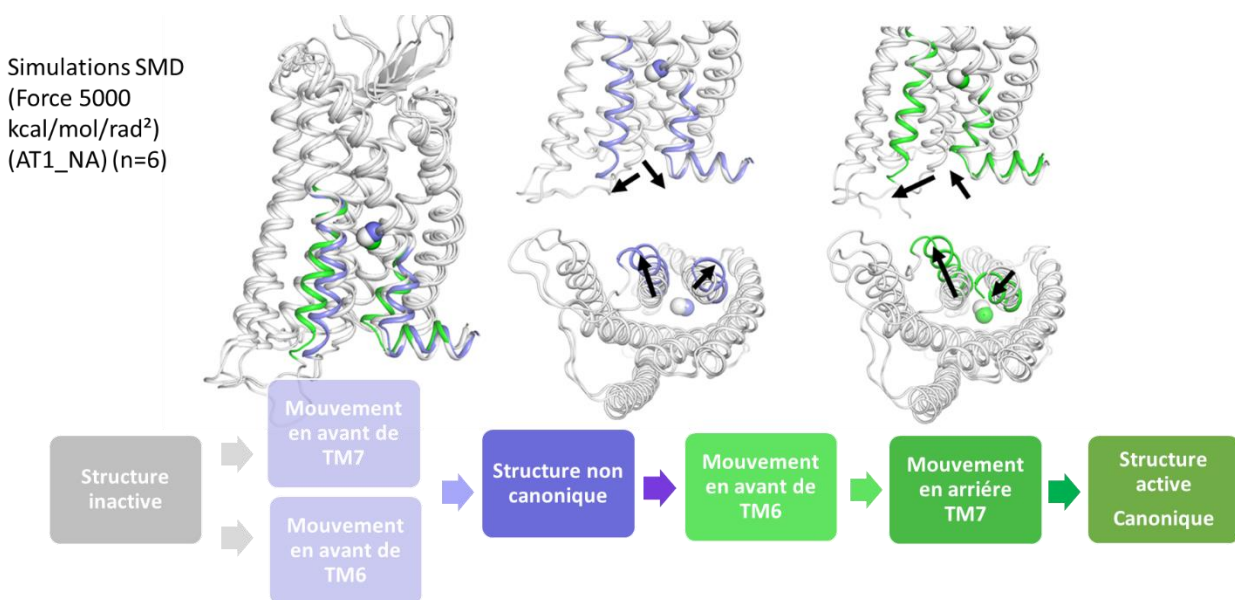 Simulations SMD
(Force 5000
kcal/mol/rad²)
(AT1_NA) (n=6)
Structure
inactive
Mouvement
en avant de
TM7
Mouvement
en avant de
TM6
Structure non
canonique
Mouvement
en avant de
TM6
Mouvement
en arriére
TM7
Structure
active
Canonique